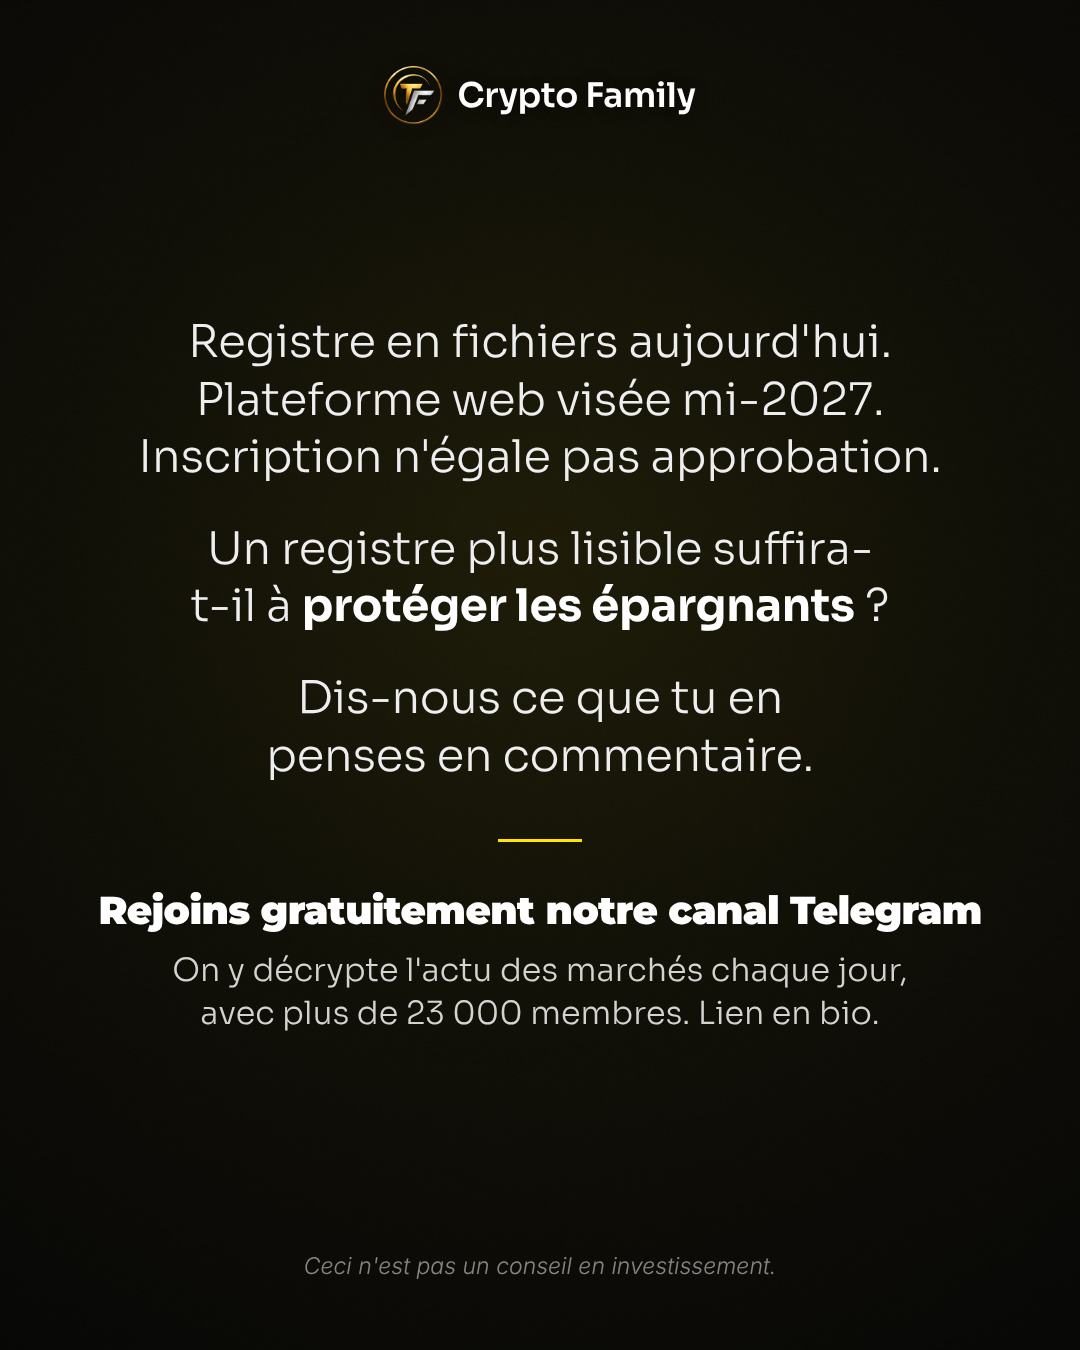 TF Crypto Family
Registre en fichiers aujourd'hui.
Plateforme web visée mi-2027.
Inscription n'égale pas approbation.
Un registre plus lisible suffira-
t-il à protéger les épargnants ?
Dis-nous ce que tu en
penses en commentaire.
Rejoins gratuitement notre canal Telegram
On y décrypte l'actu des marchés chaque jour,
avec plus de 23 000 membres. Lien en bio.
Ceci n'est pas un conseil en investissement.